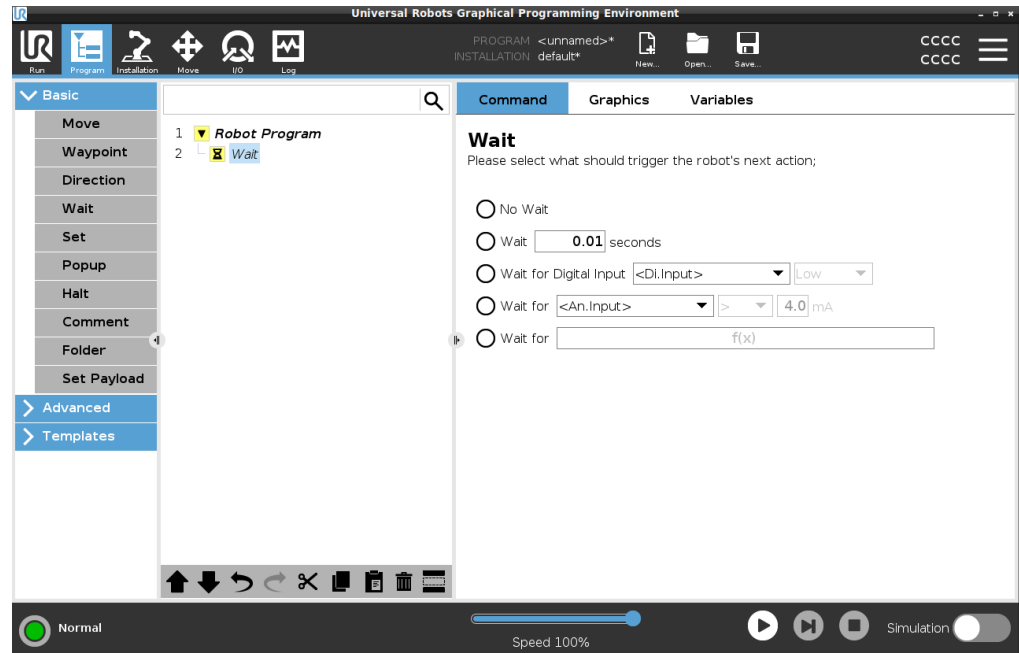 UR
Universal Robots Graphical Programming Environment
UR
Run
Program
Installation
Move
I/O
Log
PROGRAM <unnamed>*
INSTALLATION default*
New...
Open...
Save...
CCCC
CCCC
Basic
Move
Waypoint
Direction
Wait
Set
Popup
Halt
Comment
Folder
Set Payload
Advanced
Templates
1 Robot Program
2 Wait
Command Graphics Variables
Wait
Please select what should trigger the robot's next action;
No Wait
Wait 0.01 seconds
Wait for Digital Input <Di.Input> Low
Wait for <An.Input> > 4.0 mA
Wait for f(x)
Normal
Speed 100%
Simulation